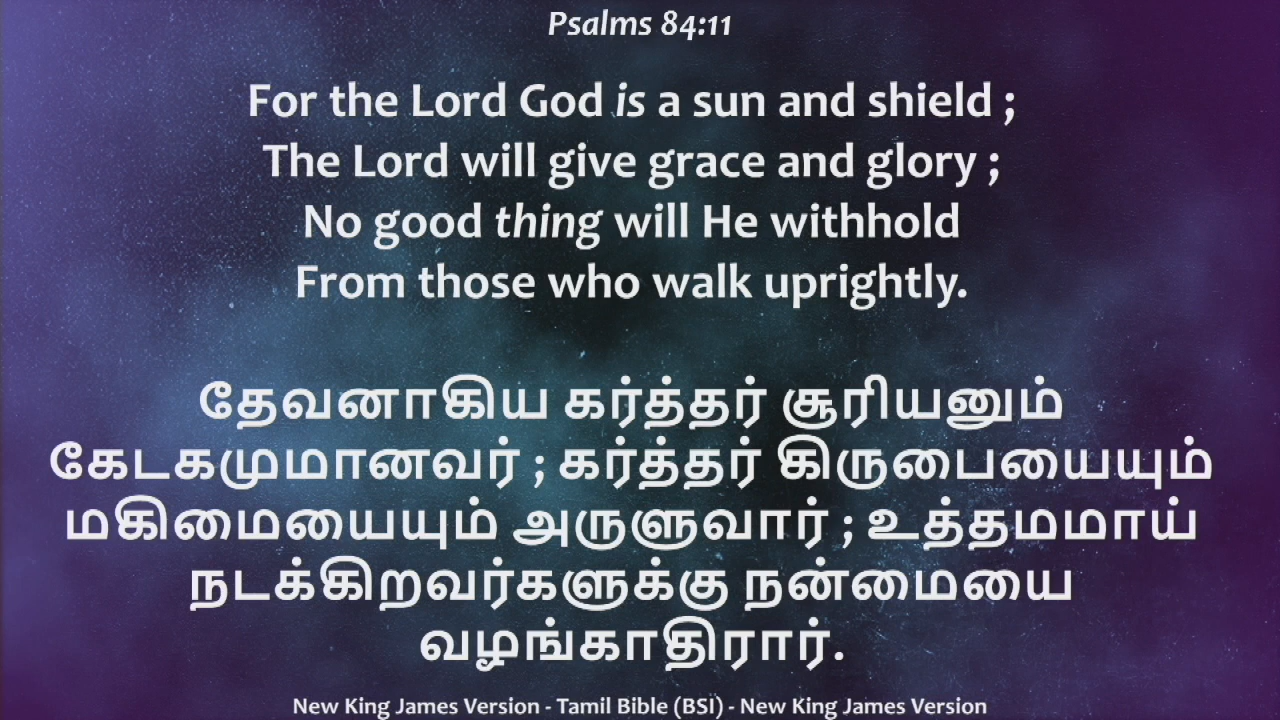 Psalms 84:11
For the Lord God is a sun and shield ;
The Lord will give grace and glory ;
No good thing will He withhold
From those who walk uprightly.
தேவனாகிய கர்த்தர் சூரியனும்
கேடகமுமானவர் ; கர்த்தர் கிருபையையும்
மகிமையையும் அருளுவார் ; உத்தமமாய்
நடக்கிறவர்களுக்கு நன்மையை
வழங்காதிரார்.
New King James Version - Tamil Bible (BSI) - New King James Version